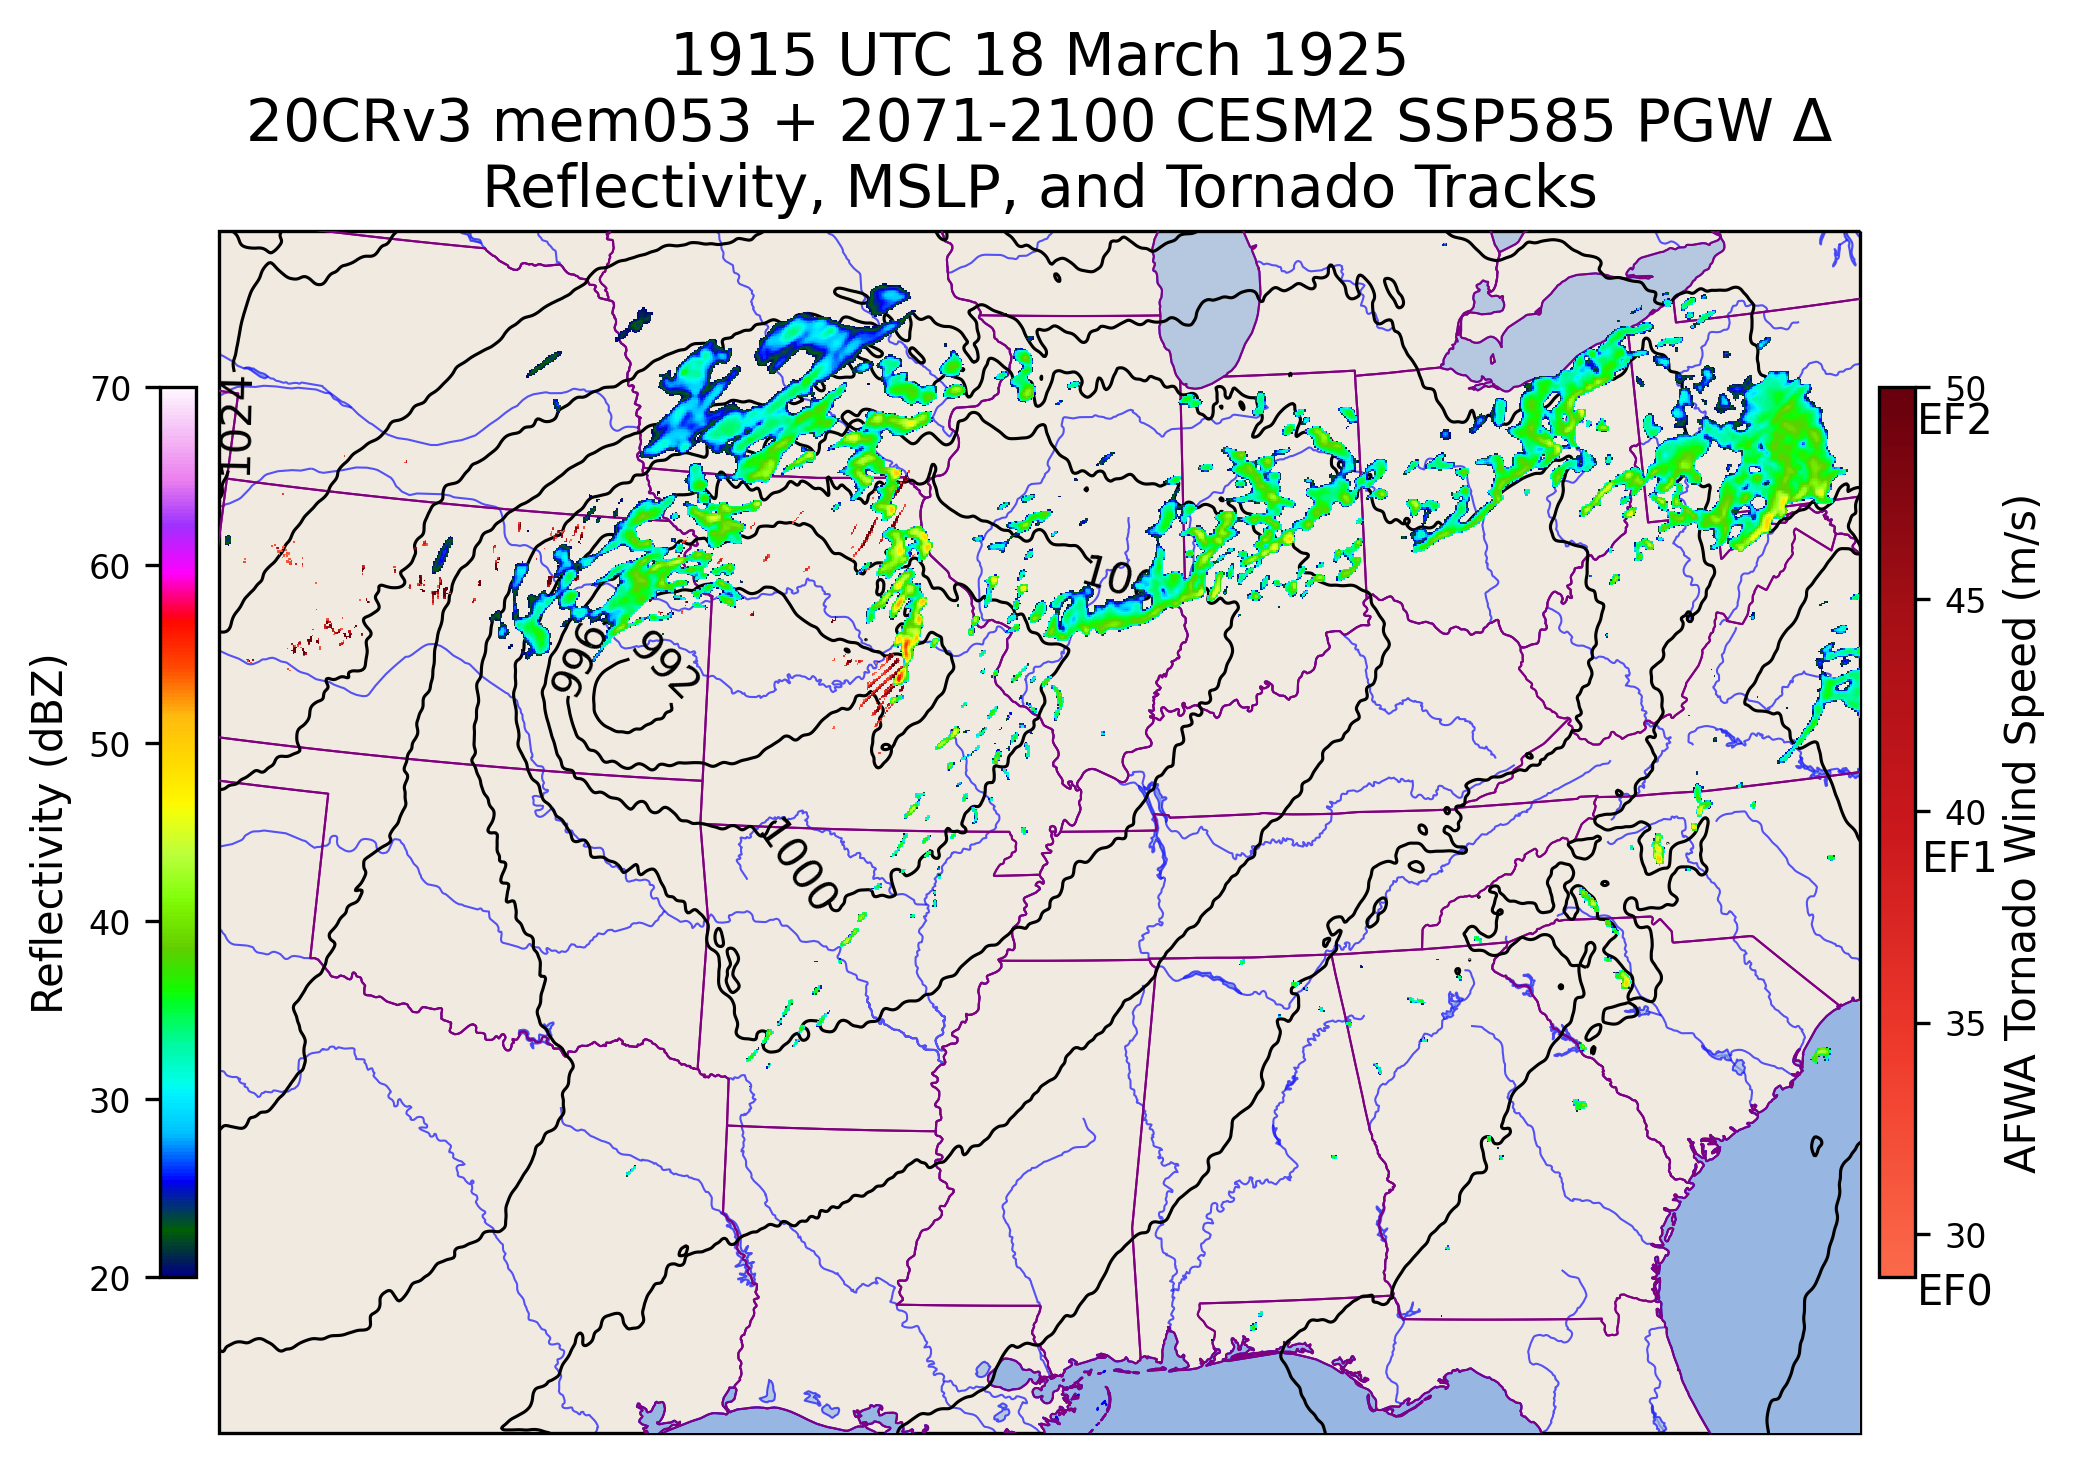 1915 UTC 18 March 1925
20CRv3 mem053 + 2071-2100 CESM2 SSP585 PGW Δ
Reflectivity, MSLP, and Tornado Tracks
Reflectivity (dBZ)
70
60
50
40
30
20
1024
996
992
1000
10
AFWA Tornado Wind Speed (m/s)
50
EF2
45
40
EF1
35
30
EF0